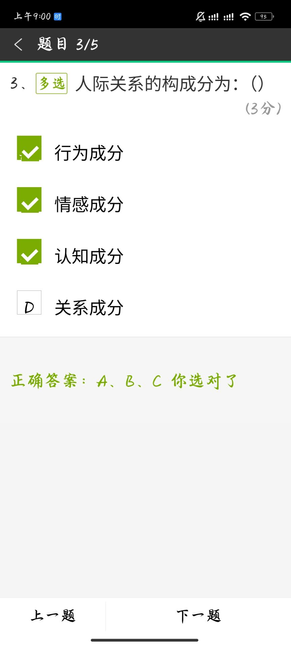 上午9:00
93
题目 3/5
3、多选 人际关系的构成分为：（）
(3分)
行为成分
情感成分
认知成分
D 关系成分
正确答案：A、B、C 你选对了
上一题 下一题